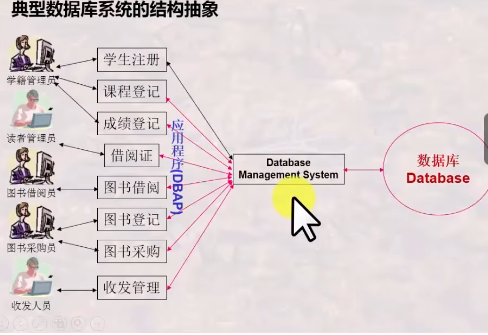 典型数据库系统的结构抽象
学籍管理员
读者管理员
图书借阅员
图书采购员
收发人员
学生注册
课程登记
成绩登记
借阅证
图书借阅
图书登记
图书采购
收发管理
应用程序(DBAP)
Database
Management System
数据库
Database